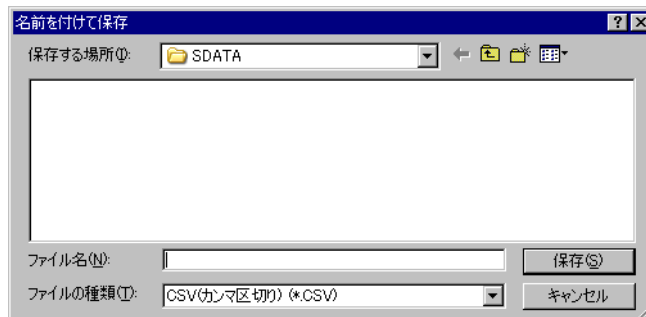 名前を付けて保存
保存する場所(I): SDATA
ファイル名(N): 保存(S)
ファイルの種類(T): CSV(カンマ区切り) (*.CSV) キャンセル